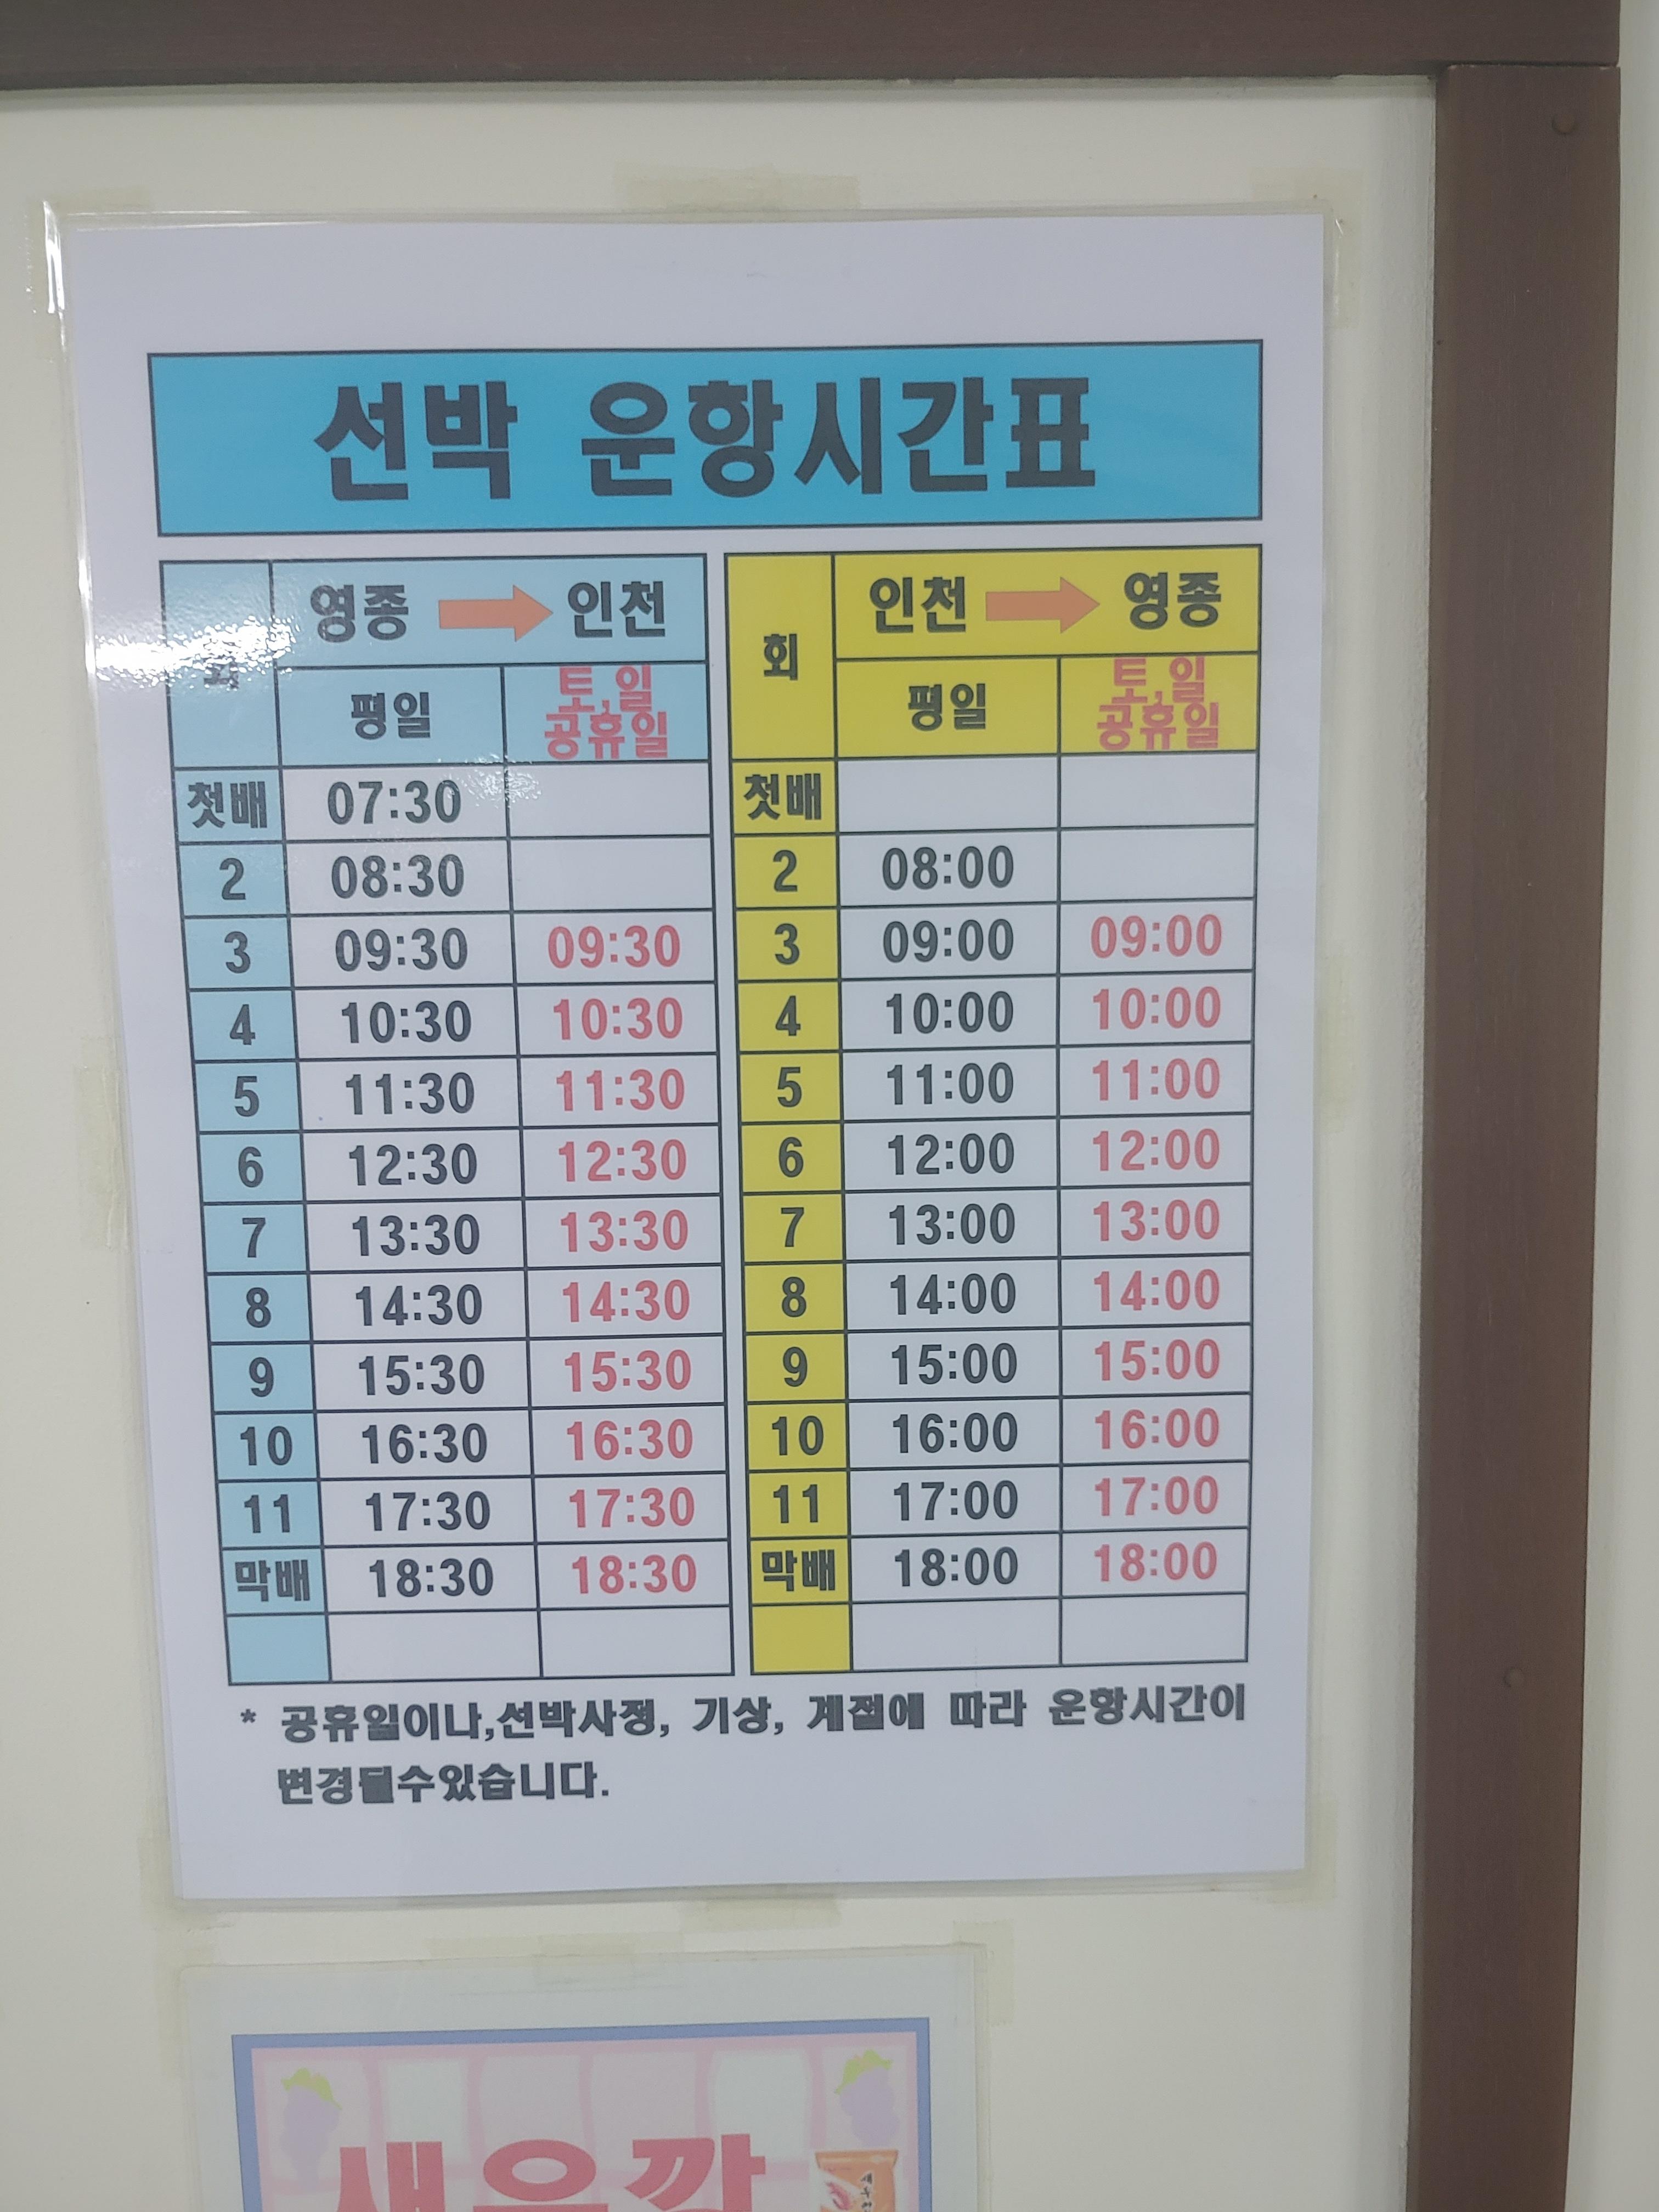 선박 운항시간표
영종 인천
평일 토,일 공휴일
첫배 07:30
2 08:30
3 09:30 09:30
4 10:30 10:30
5 11:30 11:30
6 12:30 12:30
7 13:30 13:30
8 14:30 14:30
9 15:30 15:30
10 16:30 16:30
11 17:30 17:30
막배 18:30 18:30
회 인천 영종
평일 토,일 공휴일
첫배
2 08:00
3 09:00 09:00
4 10:00 10:00
5 11:00 11:00
6 12:00 12:00
7 13:00 13:00
8 14:00 14:00
9 15:00 15:00
10 16:00 16:00
11 17:00 17:00
막배 18:00 18:00
* 공휴일이나,선박사정, 기상, 계절에 따라 운항시간이
변경될수있습니다.
새우깡